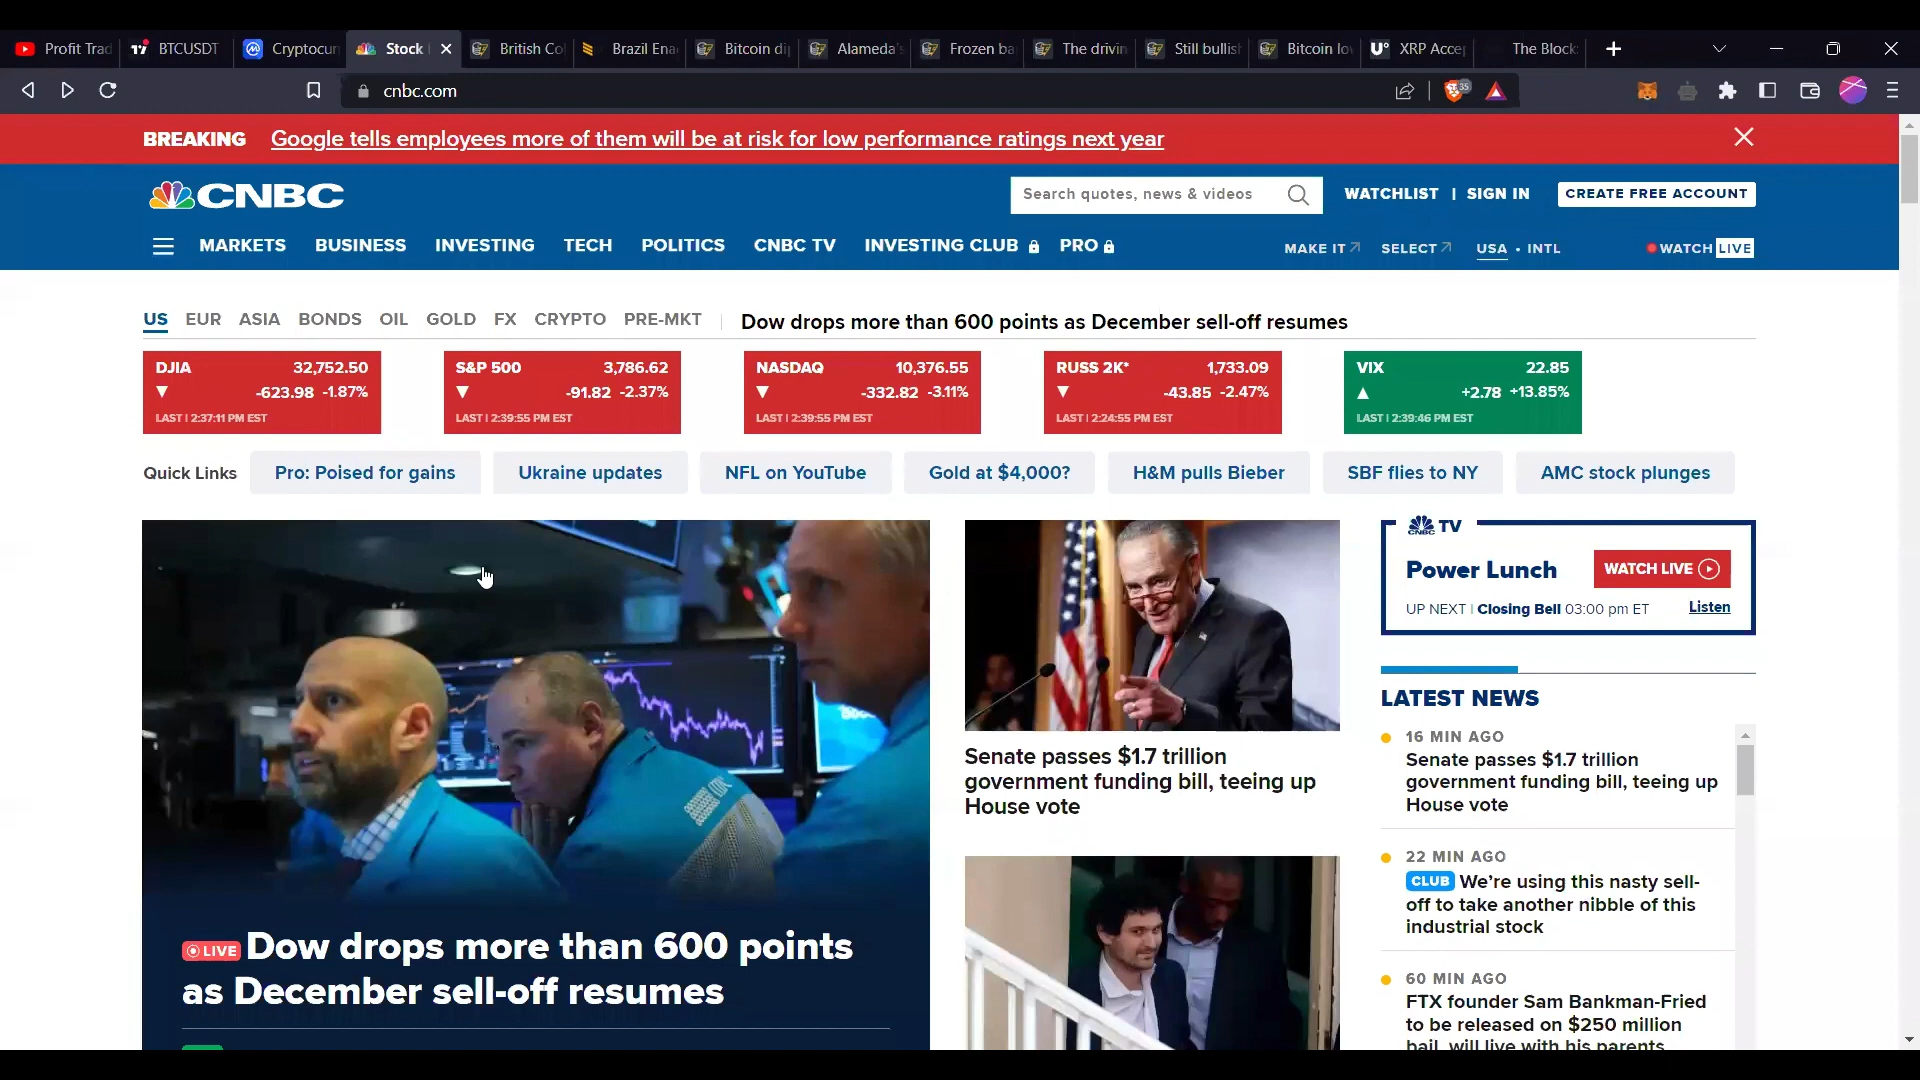 Profit Trad
BTCUSDT
Cryptocurr
Stock
British Co
Brazil Ena
Bitcoin di
Alameda's
Frozen ba
The drivin
Still bullish
Bitcoin lo
XRP Accep
The Block:
cnbc.com
35
BREAKING Google tells employees more of them will be at risk for low performance ratings next year
CNBC
Search quotes, news & videos
WATCHLIST | SIGN IN
CREATE FREE ACCOUNT
MARKETS BUSINESS INVESTING TECH POLITICS CNBC TV INVESTING CLUB PRO
MAKE IT SELECT USA • INTL
WATCH LIVE
US EUR ASIA BONDS OIL GOLD FX CRYPTO PRE-MKT
Dow drops more than 600 points as December sell-off resumes
DJIA 32,752.50
-623.98 -1.87%
LAST | 2:37:11 PM EST
S&P 500 3,786.62
-91.82 -2.37%
LAST | 2:39:55 PM EST
NASDAQ 10,376.55
-332.82 -3.11%
LAST | 2:39:55 PM EST
RUSS 2K* 1,733.09
-43.85 -2.47%
LAST | 2:24:55 PM EST
VIX 22.85
+2.78 +13.85%
LAST | 2:39:46 PM EST
Quick Links
Pro: Poised for gains
Ukraine updates
NFL on YouTube
Gold at $4,000?
H&M pulls Bieber
SBF flies to NY
AMC stock plunges
LIVE Dow drops more than 600 points
as December sell-off resumes
Senate passes $1.7 trillion
government funding bill, teeing up
House vote
CNBC TV
Power Lunch
WATCH LIVE
UP NEXT | Closing Bell 03:00 pm ET
Listen
LATEST NEWS
16 MIN AGO
Senate passes $1.7 trillion
government funding bill, teeing up
House vote
22 MIN AGO
CLUB We're using this nasty sell-
off to take another nibble of this
industrial stock
60 MIN AGO
FTX founder Sam Bankman-Fried
to be released on $250 million
bail, will live with his parents